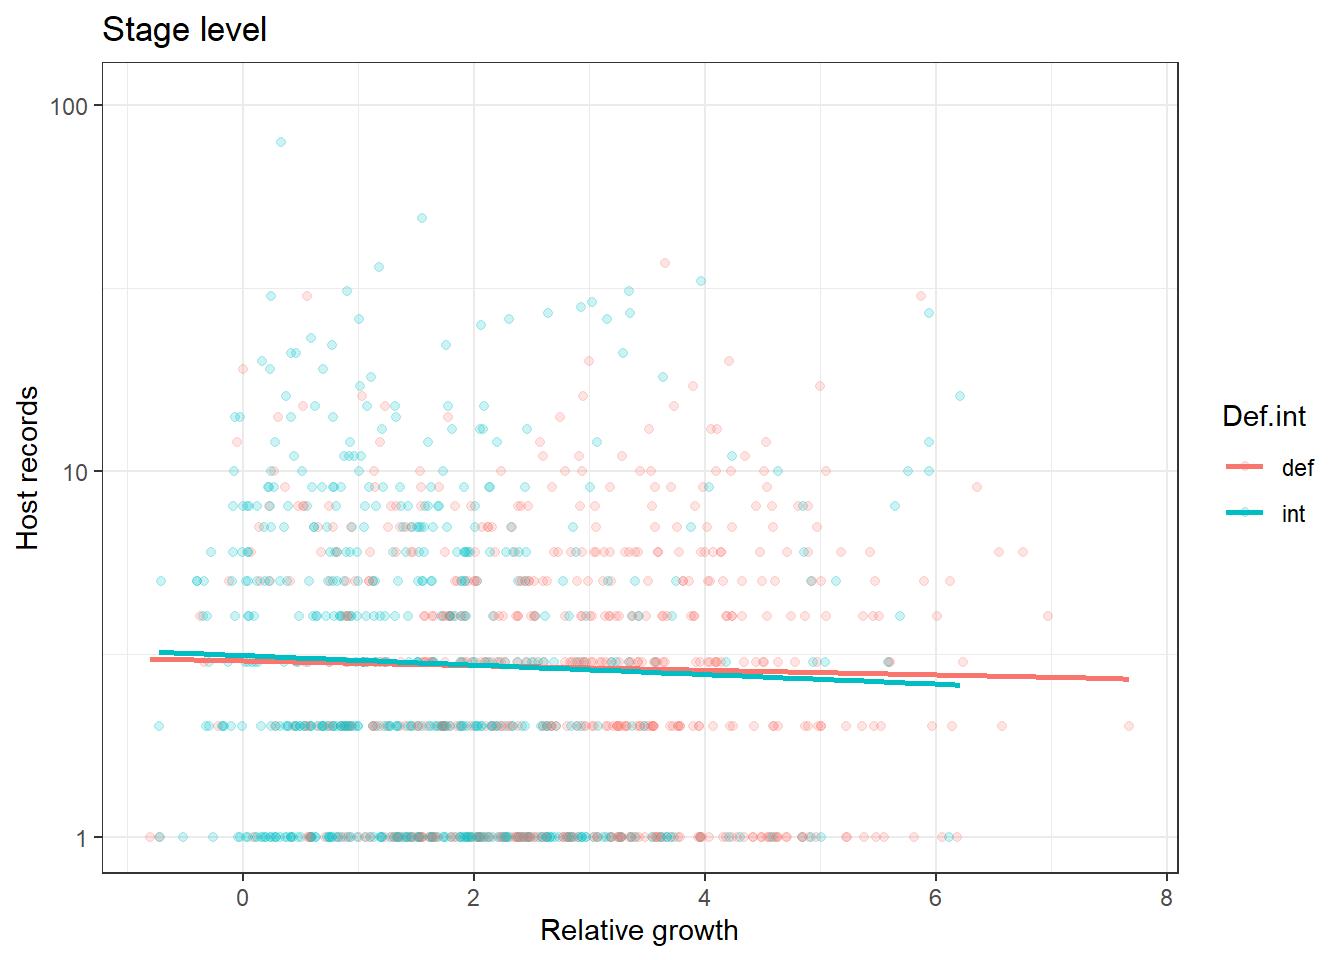 Stage level
100
10
1
Host records
0 2 4 6 8
Relative growth
Def.int
def
int